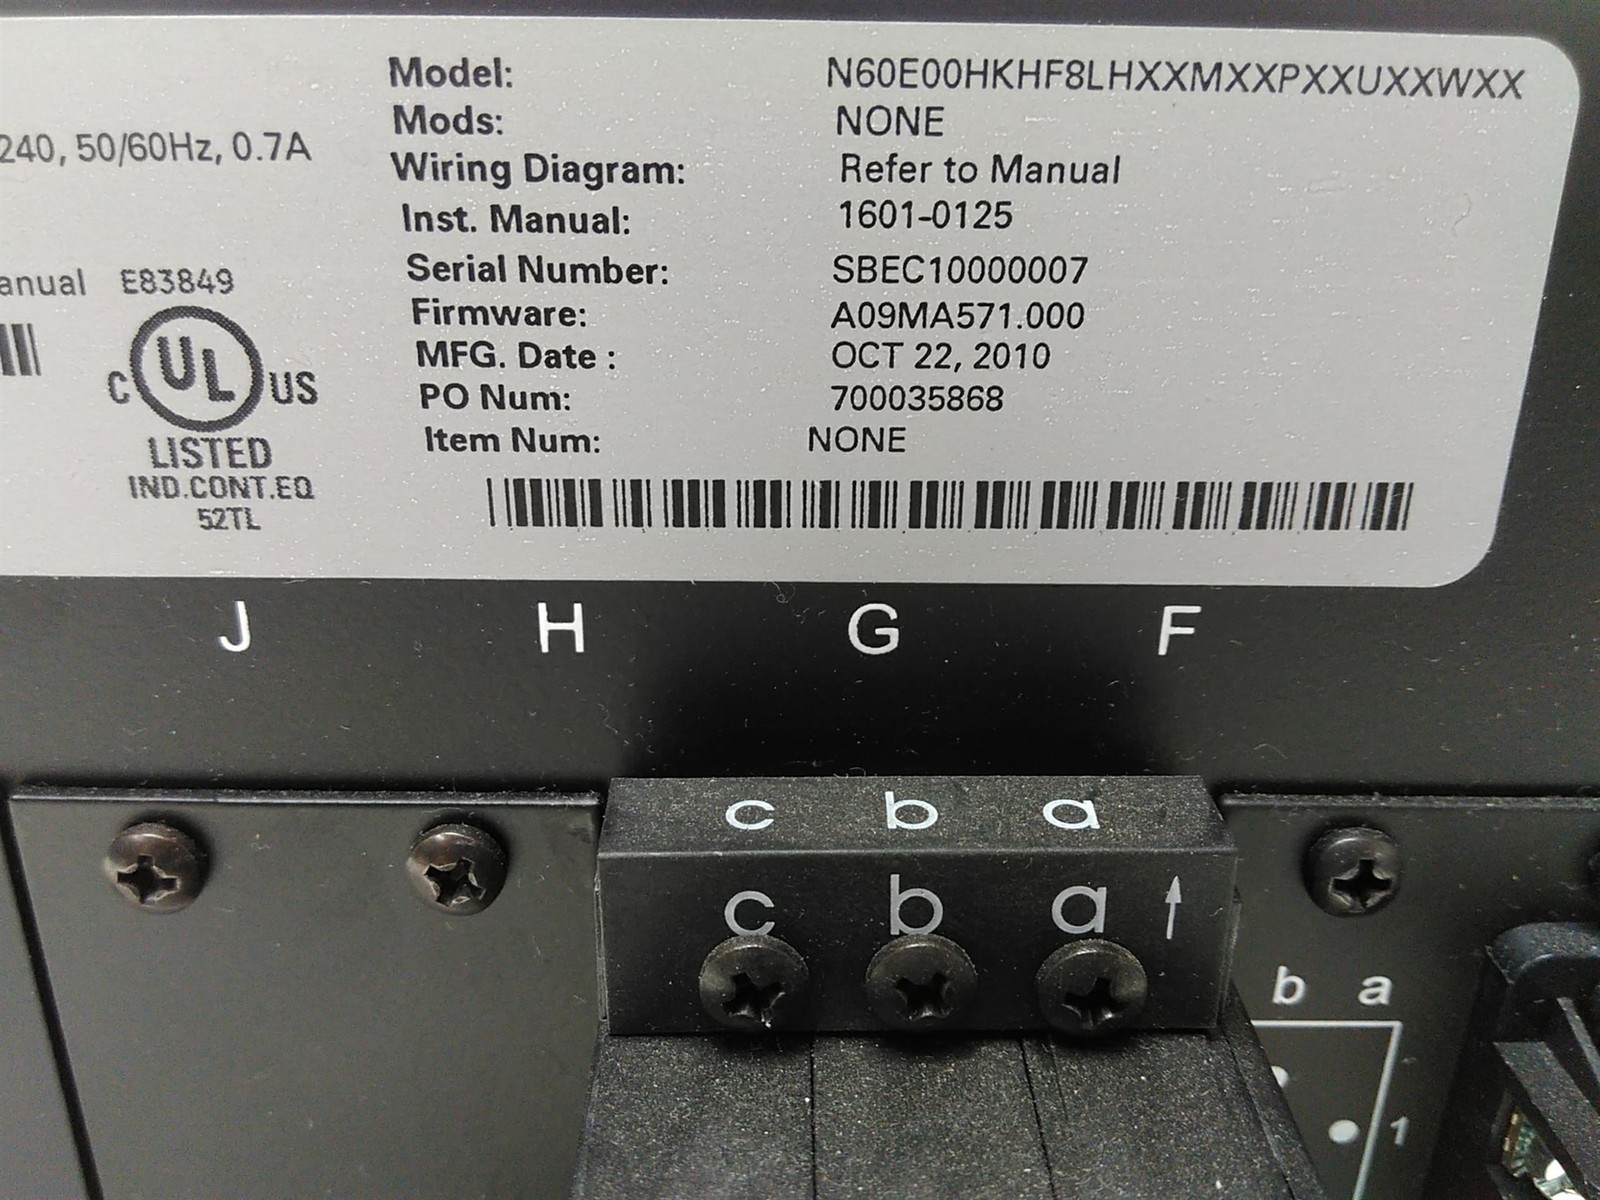 Model: N60E00HKHF8LHXXMXXPXXUXXWXX
Mods: NONE
240, 50/60Hz, 0.7A
Wiring Diagram: Refer to Manual
Inst. Manual: 1601-0125
anual E83849
Serial Number: SBEC10000007
Firmware: A09MA571.000
MFG. Date : OCT 22, 2010
C UL US
PO Num: 700035868
Item Num: NONE
LISTED
IND.CONT.EQ
52TL
J H G F
c b a
c b a
b a
1